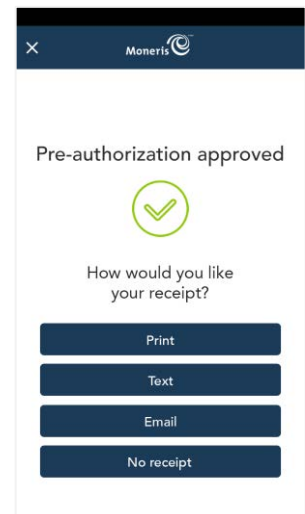 Moneris
Pre-authorization approved
How would you like
your receipt?
Print
Text
Email
No receipt